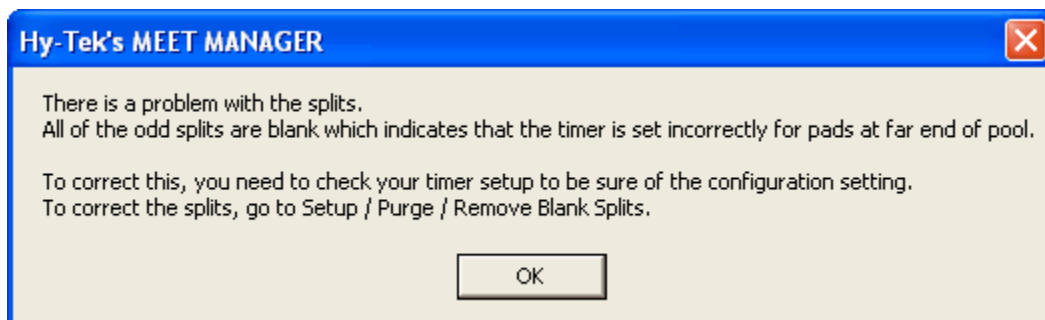 Hy-Tek's MEET MANAGER
There is a problem with the splits.
All of the odd splits are blank which indicates that the timer is set incorrectly for pads at far end of pool.
To correct this, you need to check your timer setup to be sure of the configuration setting.
To correct the splits, go to Setup / Purge / Remove Blank Splits.
OK